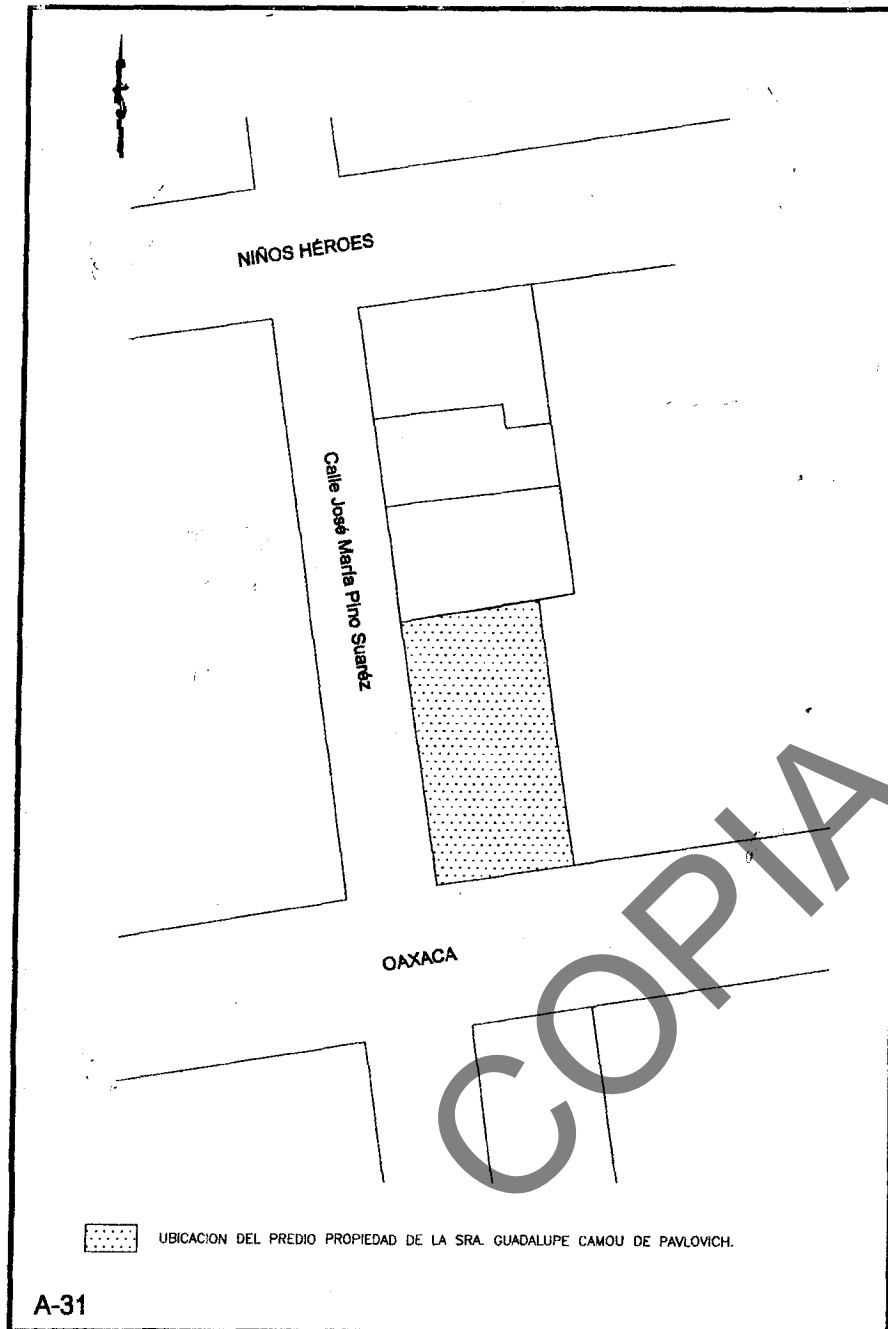 NIÑOS HÉROES
Calle José María Pino Suaréz
OAXACA
COPIA
UBICACION DEL PREDIO PROPIEDAD DE LA SRA. GUADALUPE CAMOU DE PAVLOVICH.
A-31